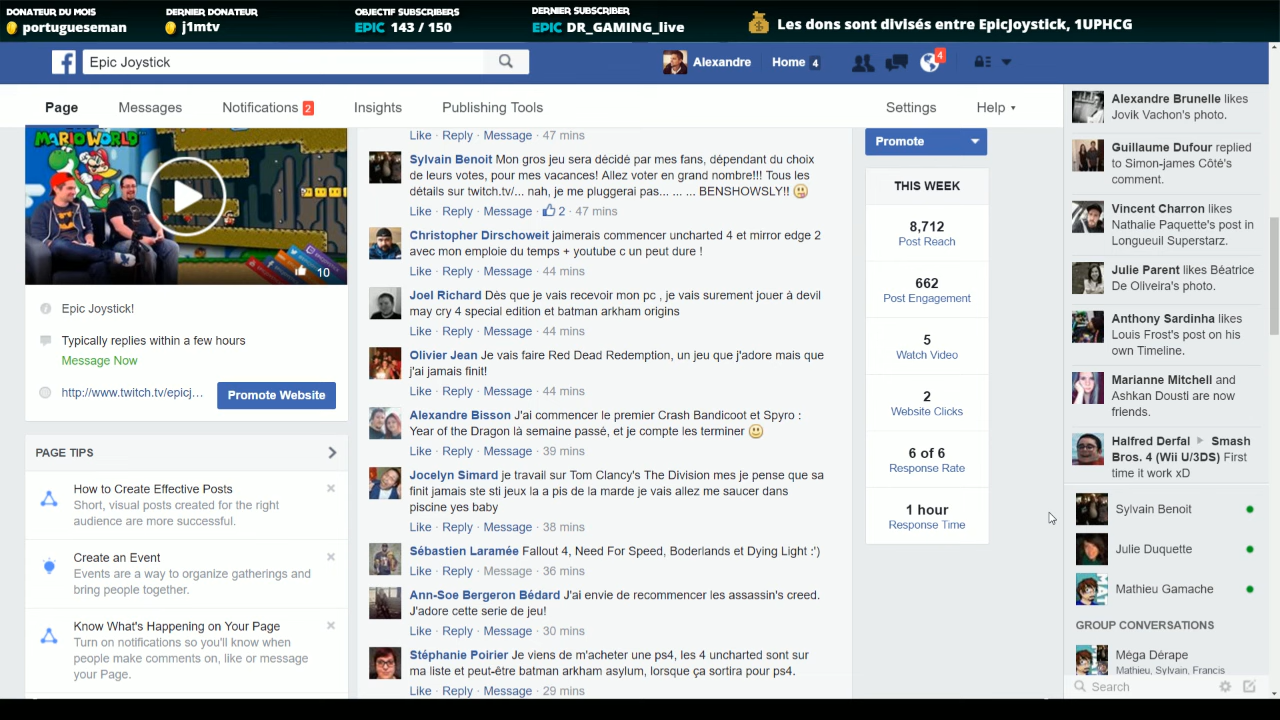 DONATEUR DU MOIS
portugueseman
DERNIER DONATEUR
j1mtv
OBJECTIF SUBSCRIBERS
EPIC 143 / 150
DERNIER SUBSCRIBER
EPIC DR_GAMING_live
Les dons sont divisés entre EpicJoystick, 1UPHCG
f
Epic Joystick
Alexandre
Home 4
4
Page
Messages
Notifications 2
Insights
Publishing Tools
Settings
Help
MARIO WORLD
10
Epic Joystick!
Typically replies within a few hours
Message Now
http://www.twitch.tv/epicj...
Promote Website
PAGE TIPS
How to Create Effective Posts
Short, visual posts created for the right
audience are more successful.
Create an Event
Events are a way to organize gatherings and
bring people together.
Know What's Happening on Your Page
Turn on notifications so you'll know when
people make comments on, like or message
your Page.
Like · Reply · Message · 47 mins
Sylvain Benoit Mon gros jeu sera décidé par mes fans, dépendant du choix
de leurs votes, pour mes vacances! Allez voter en grand nombre!!! Tous les
détails sur twitch.tv/... nah, je me pluggerai pas... ... ... BENSHOWSLY!!
Like · Reply · Message · 2 · 47 mins
Christopher Dirschoweit jaimerais commencer uncharted 4 et mirror edge 2
avec mon emploie du temps + youtube c un peut dure !
Like · Reply · Message · 44 mins
Joel Richard Dès que je vais recevoir mon pc , je vais surement jouer à devil
may cry 4 special edition et batman arkham origins
Like · Reply · Message · 44 mins
Olivier Jean Je vais faire Red Dead Redemption, un jeu que j'adore mais que
j'ai jamais finit!
Like · Reply · Message · 44 mins
Alexandre Bisson J'ai commencer le premier Crash Bandicoot et Spyro :
Year of the Dragon là semaine passé, et je compte les terminer
Like · Reply · Message · 39 mins
Jocelyn Simard je travail sur Tom Clancy's The Division mes je pense que sa
finit jamais ste sti jeux la a pis de la marde je vais allez me saucer dans
piscine yes baby
Like · Reply · Message · 38 mins
Sébastien Laramée Fallout 4, Need For Speed, Boderlands et Dying Light :')
Like · Reply · Message · 36 mins
Ann-Soe Bergeron Bédard J'ai envie de recommencer les assassin's creed.
J'adore cette serie de jeu!
Like · Reply · Message · 30 mins
Stéphanie Poirier Je viens de m'acheter une ps4, les 4 uncharted sont sur
ma liste et peut-être batman arkham asylum, lorsque ça sortira pour ps4.
Like · Reply · Message · 29 mins
Promote
THIS WEEK
8,712
Post Reach
662
Post Engagement
5
Watch Video
2
Website Clicks
6 of 6
Response Rate
1 hour
Response Time
Alexandre Brunelle likes
Jovik Vachon's photo.
Guillaume Dufour replied
to Simon-james Côté's
comment.
Vincent Charron likes
Nathalie Paquette's post in
Longueuil Superstarz.
Julie Parent likes Béatrice
De Oliveira's photo.
Anthony Sardinha likes
Louis Frost's post on his
own Timeline.
Marianne Mitchell and
Ashkan Dousti are now
friends.
Halfred Derfal ▸ Smash
Bros. 4 (Wii U/3DS) First
time it work xD
Sylvain Benoit
Julie Duquette
Mathieu Gamache
GROUP CONVERSATIONS
Méga Dérape
Mathieu, Sylvain, Francis
Search